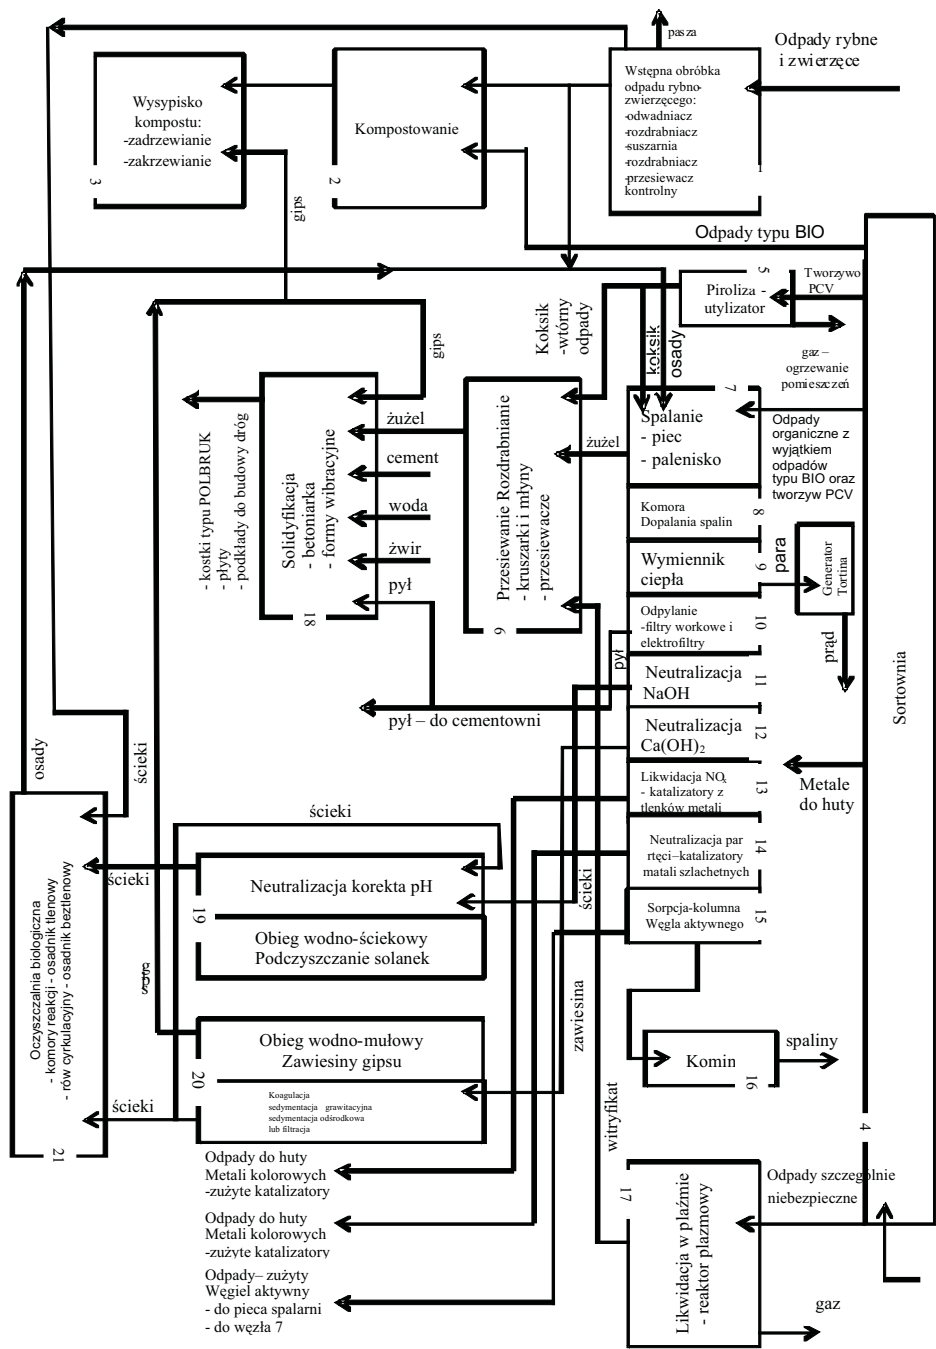 pasza
Odpady rybne
i zwierzęce
Wstępna obróbka
odpadu rybno-
zwierzęcego:
-odwadniacz
-rozdrabniacz
-suszarnia
-rozdrabniacz
-przesiewacz
kontrolny
1
Kompostowanie
2
Wysypisko
kompostu:
-zadrzewianie
-zakrzewianie
3
gips
Odpady typu BIO
5
Piroliza -
utylizator
Tworzywo
PCV
gaz –
ogrzewanie
pomieszczeń
Koksik
-wtórny
odpady
koksik
osady
gips
7
Spalanie
- piec
- palenisko
Odpady
organiczne z
wyjątkiem
odpadów
typu BIO oraz
tworzyw PCV
żużel
Przesiewanie Rozdrabnianie
- kruszarki i młyny
- przesiewacze
6
żużel
cement
woda
żwir
pył
Solidyfikacja
- betoniarka
- formy wibracyjne
18
- kostki typu POLBRUK
- płyty
- podkłady do budowy dróg
Komora
Dopalania spalin
8
Wymiennik
ciepła
9
para
Generator
Tortina
prąd
Odpylanie
-filtry workowe i
elektrofiltry
10
pył
pył – do cementowni
Neutralizacja
NaOH
11
Neutralizacja
Ca(OH)₂
12
Likwidacja NOₓ
- katalizatory z
tlenków metali
13
Neutralizacja par
rtęci–katalizatory
matali szlachetnych
14
Sorpcja-kolumna
Węgla aktywnego
15
Metale
do huty
Sortownia
4
osady
ścieki
ścieki
ścieki
ścieki
Neutralizacja korekta pH
19
Obieg wodno-ściekowy
Podczyszczanie solanek
Oczyszczalnia biologiczna
- komory reakcji - osadnik tlenowy
- rów cyrkulacyjny - osadnik beztlenowy
21
gips
zawiesina
Obieg wodno-mułowy
Zawiesiny gipsu
20
Koagulacja
sedymentacja grawitacyjna
sedymentacja odśrodkowa
lub filtracja
ścieki
Komin
16
spaliny
witryfikat
Odpady do huty
Metali kolorowych
-zużyte katalizatory
Odpady do huty
Metali kolorowych
-zużyte katalizatory
Odpady– zużyty
Węgiel aktywny
- do pieca spalarni
- do węzła 7
17
Likwidacja w plaźmie
- reaktor plazmowy
Odpady szczególnie
niebezpieczne
gaz